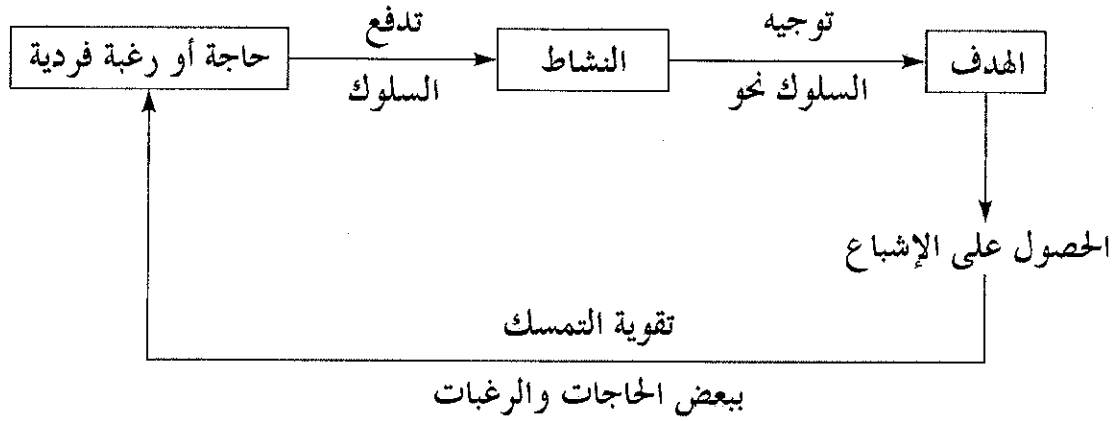 حاجة أو رغبة فردية
تدفع
السلوك
النشاط
توجيه
السلوك نحو
الهدف
الحصول على الإشباع
تقوية التمسك
ببعض الحاجات والرغبات